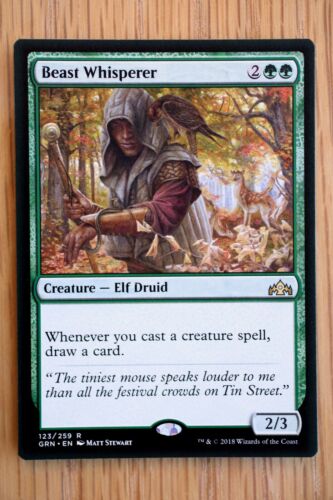 Beast Whisperer 2
Creature — Elf Druid
Whenever you cast a creature spell,
draw a card.
“The tiniest mouse speaks louder to me
than all the festival crowds on Tin Street.”
2/3
123/259 R
GRN • EN Matt Stewart
™ & © 2018 Wizards of the Coast